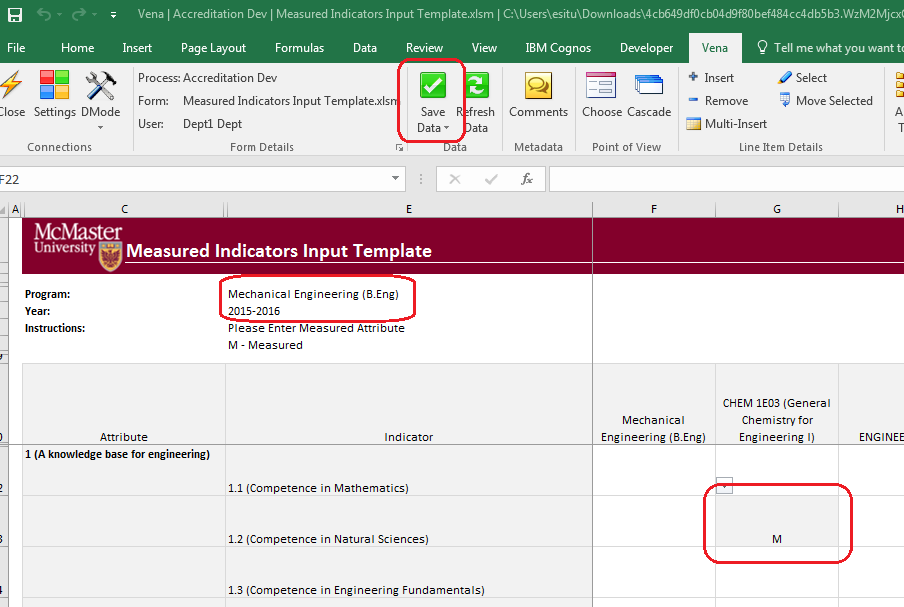 Vena | Accreditation Dev | Measured Indicators Input Template.xlsm | C:\Users\esitu\Downloads\4cb649df0cb04d9f80bef484cc4db5b3.WzM2Mjcx
File Home Insert Page Layout Formulas Data Review View IBM Cognos Developer Vena Tell me what you want to
Close Settings DMode
Process: Accreditation Dev
Form: Measured Indicators Input Template.xlsm
User: Dept1 Dept
Save Data
Refresh Data
Comments
Choose Cascade
Insert
Remove
Multi-Insert
Select
Move Selected
Connections Form Details Data Metadata Point of View Line Item Details
F22
fx
A C E F G H
McMaster
University
Measured Indicators Input Template
Program: Mechanical Engineering (B.Eng)
Year: 2015-2016
Instructions: Please Enter Measured Attribute
M - Measured
Attribute
Indicator
Mechanical
Engineering (B.Eng)
CHEM 1E03 (General
Chemistry for
Engineering I)
ENGINEE
1 (A knowledge base for engineering)
1.1 (Competence in Mathematics)
1.2 (Competence in Natural Sciences) M
1.3 (Competence in Engineering Fundamentals)